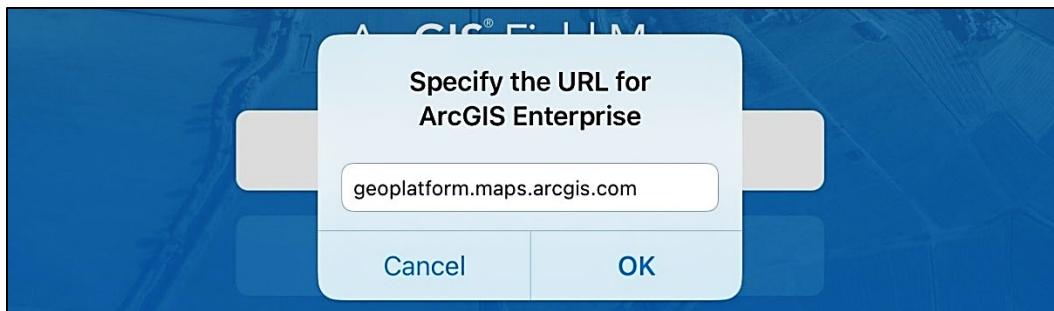 Specify the URL for
ArcGIS Enterprise
geoplatform.maps.arcgis.com
Cancel
OK